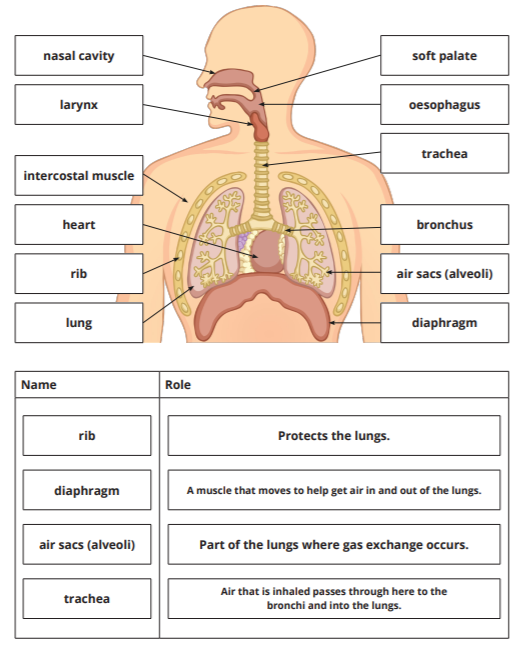 nasal cavity
soft palate
larynx
oesophagus
trachea
intercostal muscle
heart
bronchus
rib
air sacs (alveoli)
lung
diaphragm
Name
Role
rib
Protects the lungs.
diaphragm
A muscle that moves to help get air in and out of the lungs.
air sacs (alveoli)
Part of the lungs where gas exchange occurs.
trachea
Air that is inhaled passes through here to the
bronchi and into the lungs.